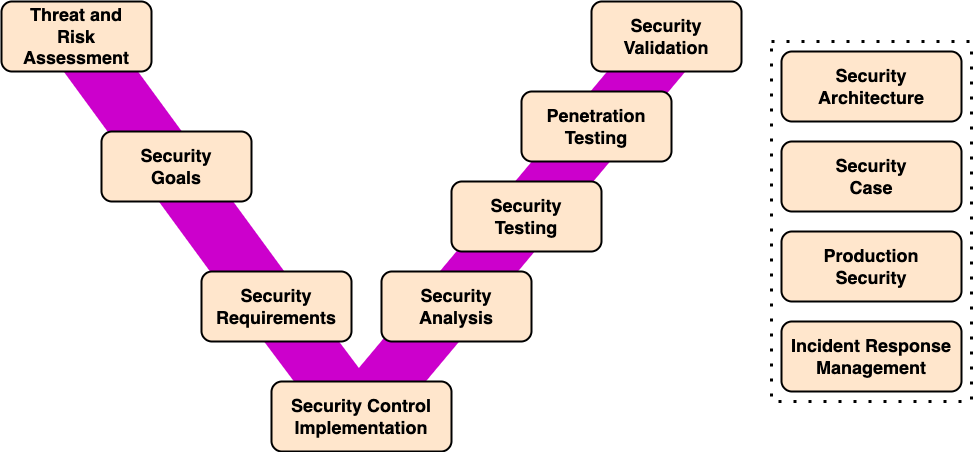 Threat and
Risk
Assessment
Security
Goals
Security
Requirements
Security Control
Implementation
Security
Analysis
Security
Testing
Penetration
Testing
Security
Validation
Security
Architecture
Security
Case
Production
Security
Incident Response
Management